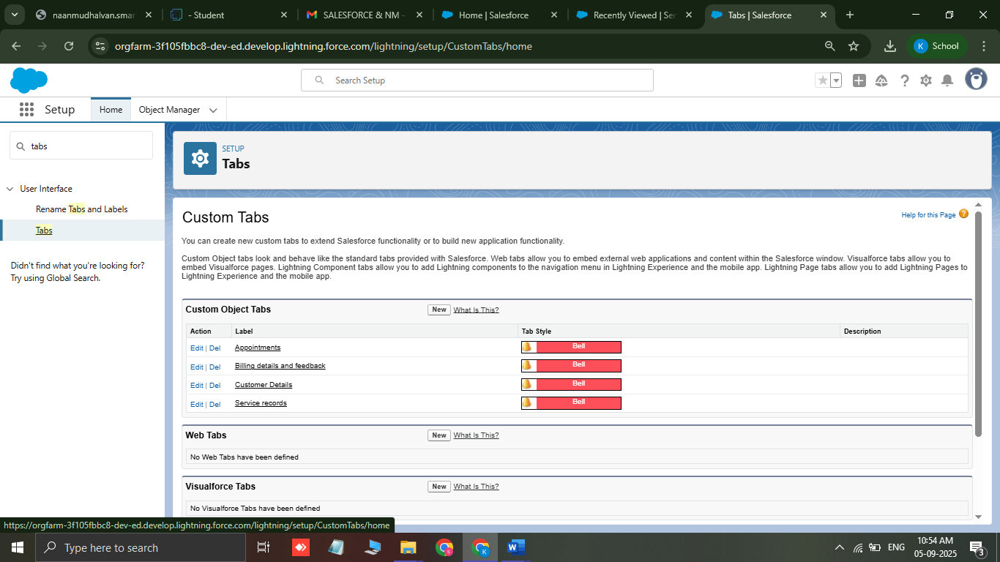 naanmudhalvan.smar
- Student
SALESFORCE & NM -
Home | Salesforce
Recently Viewed | Ser
Tabs | Salesforce
orgfarm-3f105fbbc8-dev-ed.develop.lightning.force.com/lightning/setup/CustomTabs/home
K School
Search Setup
Setup Home Object Manager
tabs
User Interface
Rename Tabs and Labels
Tabs
Didn't find what you're looking for?
Try using Global Search.
SETUP
Tabs
Custom Tabs
Help for this Page ?
You can create new custom tabs to extend Salesforce functionality or to build new application functionality.
Custom Object tabs look and behave like the standard tabs provided with Salesforce. Web tabs allow you to embed external web applications and content within the Salesforce window. Visualforce tabs allow you to
embed Visualforce pages. Lightning Component tabs allow you to add Lightning components to the navigation menu in Lightning Experience and the mobile app. Lightning Page tabs allow you to add Lightning Pages to
Lightning Experience and the mobile app.
Custom Object Tabs New What Is This?
Action Label Tab Style Description
Edit | Del Appointments Bell
Edit | Del Billing details and feedback Bell
Edit | Del Customer Details Bell
Edit | Del Service records Bell
Web Tabs New What Is This?
No Web Tabs have been defined
Visualforce Tabs New What Is This?
No Visualforce Tabs have been defined
https://orgfarm-3f105fbbc8-dev-ed.develop.lightning.force.com/lightning/setup/CustomTabs/home
Type here to search
ENG
10:54 AM
05-09-2025
3